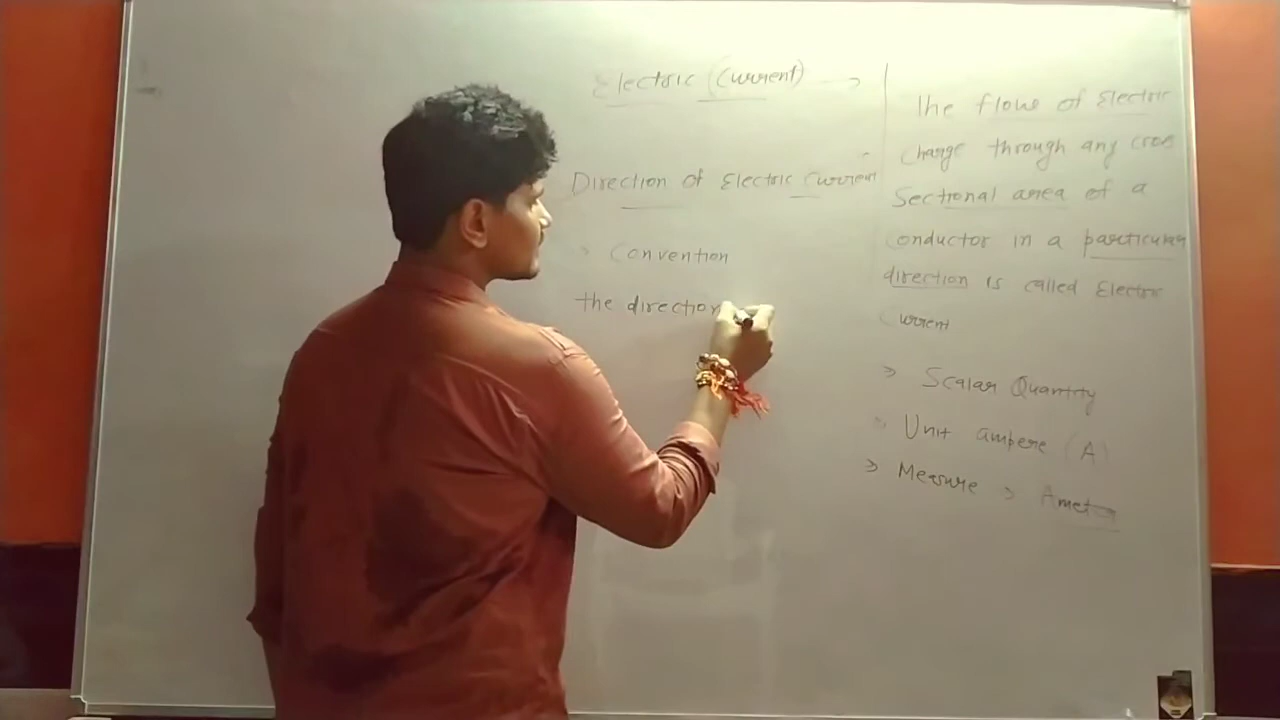 Electric (Current) →
Direction of Electric Current
> Convention
the direction
The flow of Electric
Charge through any cross
Sectional area of a
Conductor in a particular
direction is called Electric
Current
> Scalar Quantity
> Unit ampere (A)
> Measure > Ameter